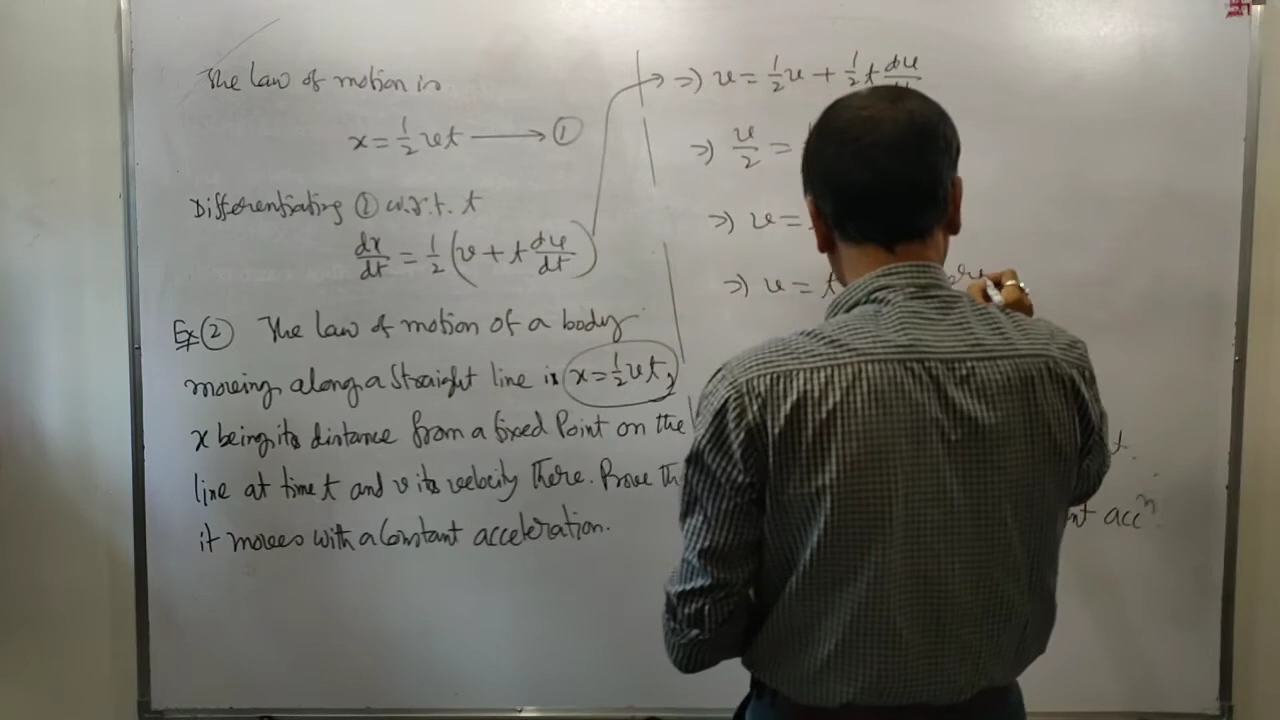 The law of motion is
x = 1/2 vt ⟶ ①
Differentiating ① w.r.t. t
dx/dt = 1/2 (v + t dv/dt)
Ex ② The law of motion of a body
moving along a straight line is x = 1/2 vt,
x being its distance from a fixed Point on the
line at time t and v its velocity there. Prove th
it moves with a Constant acceleration.
⇒ v = 1/2 v + 1/2 t dv
⇒ v/2 =
⇒ v =
⇒ v = t
t.
nt accⁿ.